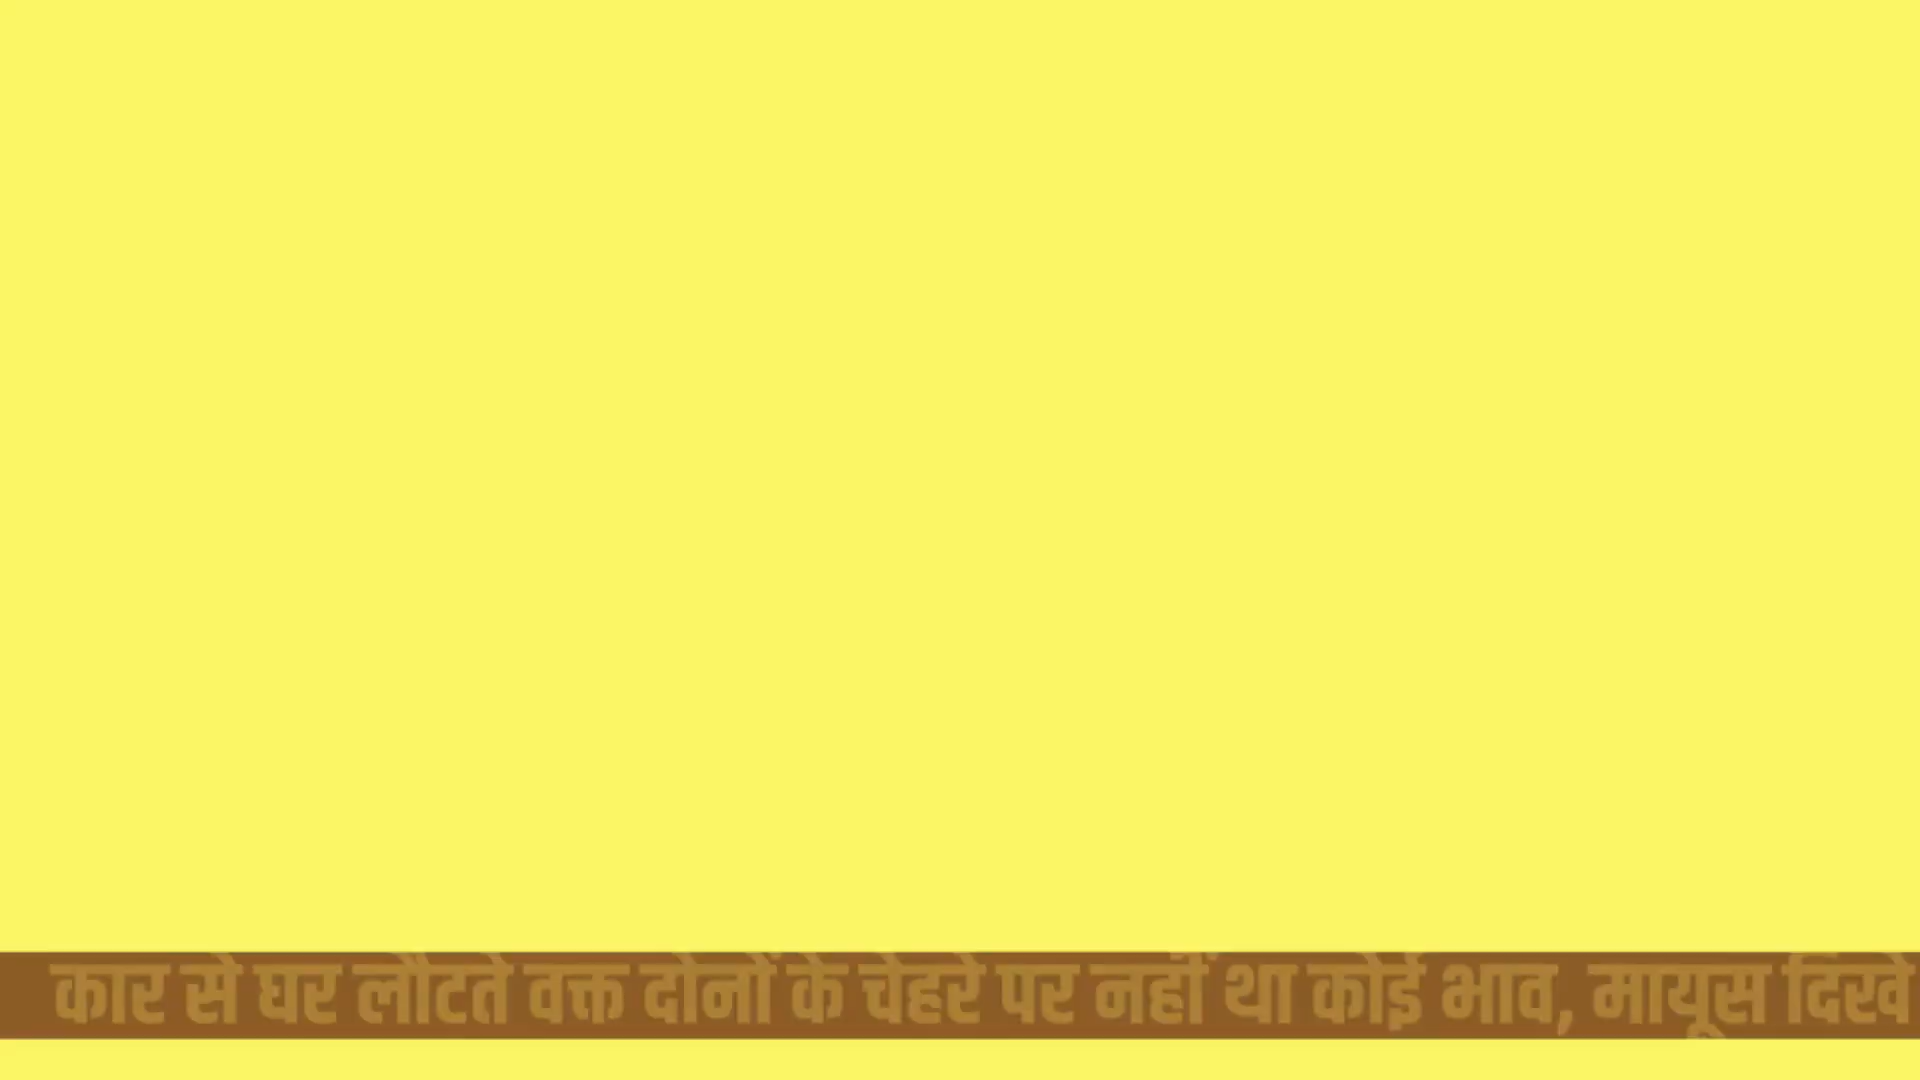 कार से घर लौटते वक्त दोनों के चेहरे पर नहीं था कोई भाव, मायूस दिखे